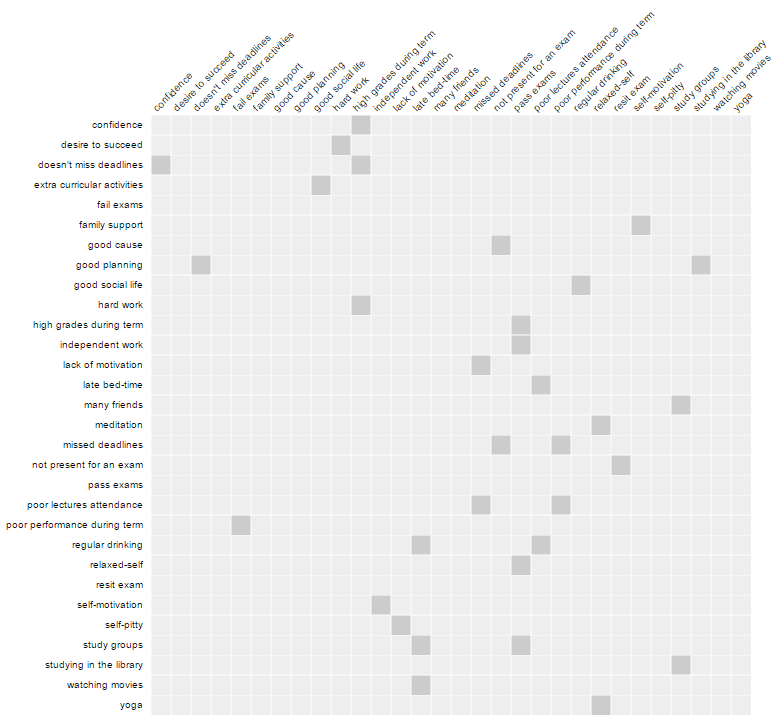 confidence
desire to succeed
doesn't miss deadlines
extra curricular activities
fail exams
family support
good cause
good planning
good social life
hard work
high grades during term
independent work
lack of motivation
late bed-time
many friends
meditation
missed deadlines
not present for an exam
pass exams
poor lectures attendance
poor performance during term
regular drinking
relaxed-self
resit exam
self-motivation
self-pitty
study groups
studying in the library
watching movies
yoga
confidence
desire to succeed
doesn't miss deadlines
extra curricular activities
fail exams
family support
good cause
good planning
good social life
hard work
high grades during term
independent work
lack of motivation
late bed-time
many friends
meditation
missed deadlines
not present for an exam
pass exams
poor lectures attendance
poor performance during term
regular drinking
relaxed-self
resit exam
self-motivation
self-pitty
study groups
studying in the library
watching movies
yoga